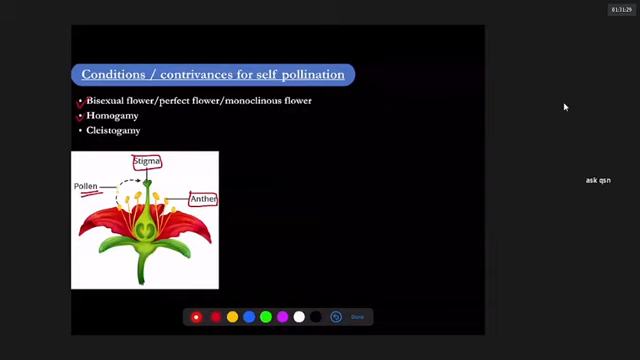 01:31:29
Conditions / contrivances for self pollination
• Bisexual flower/perfect flower/monoclinous flower
• Homogamy
• Cleistogamy
Stigma
Pollen
Anther
ask qsn
Done